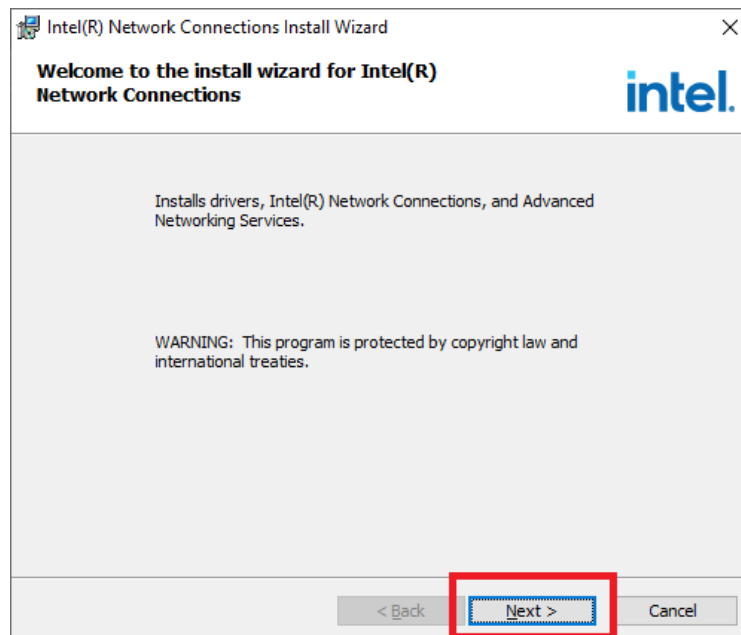 Intel(R) Network Connections Install Wizard
Welcome to the install wizard for Intel(R)
Network Connections
intel.
Installs drivers, Intel(R) Network Connections, and Advanced
Networking Services.
WARNING:  This program is protected by copyright law and
international treaties.
< Back
Next >
Cancel